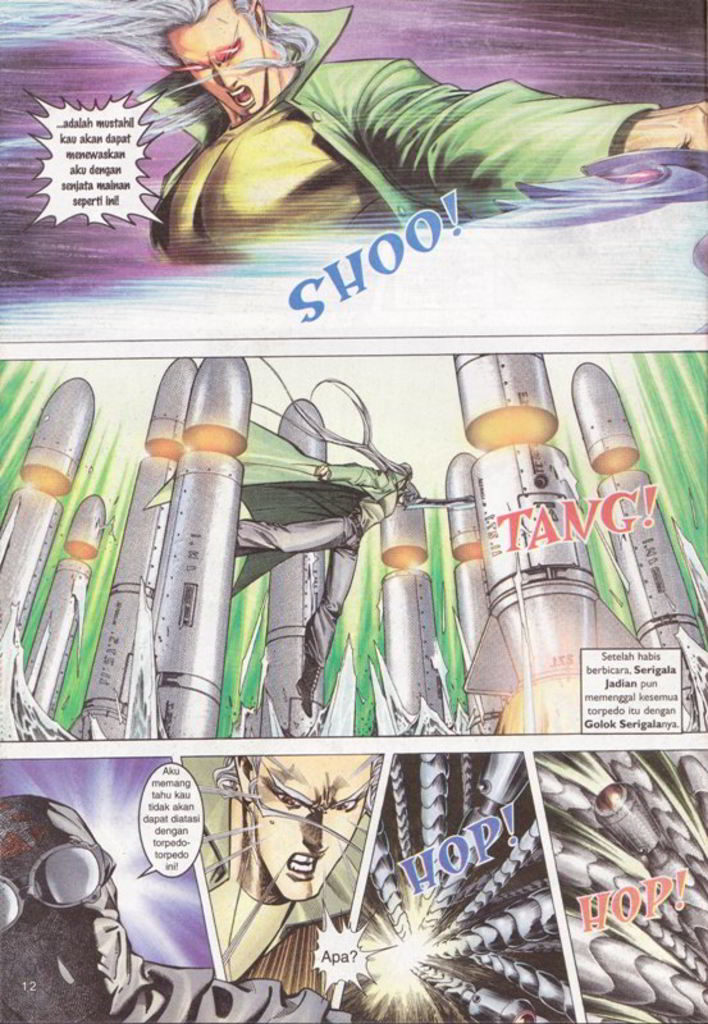 ...adalah mustahil
kau akan dapat
menewaskan
aku dengan
senjata mainan
seperti ini!
SHOO!
TANG!
Setelah habis
berbicara, Serigala
Jadian pun
memenggal kesemua
torpedo itu dengan
Golok Serigalanya.
Aku
memang
tahu kau
tidak akan
dapat diatasi
dengan
torpedo-
torpedo
ini.
Apa?
HOP!
HOP!
12